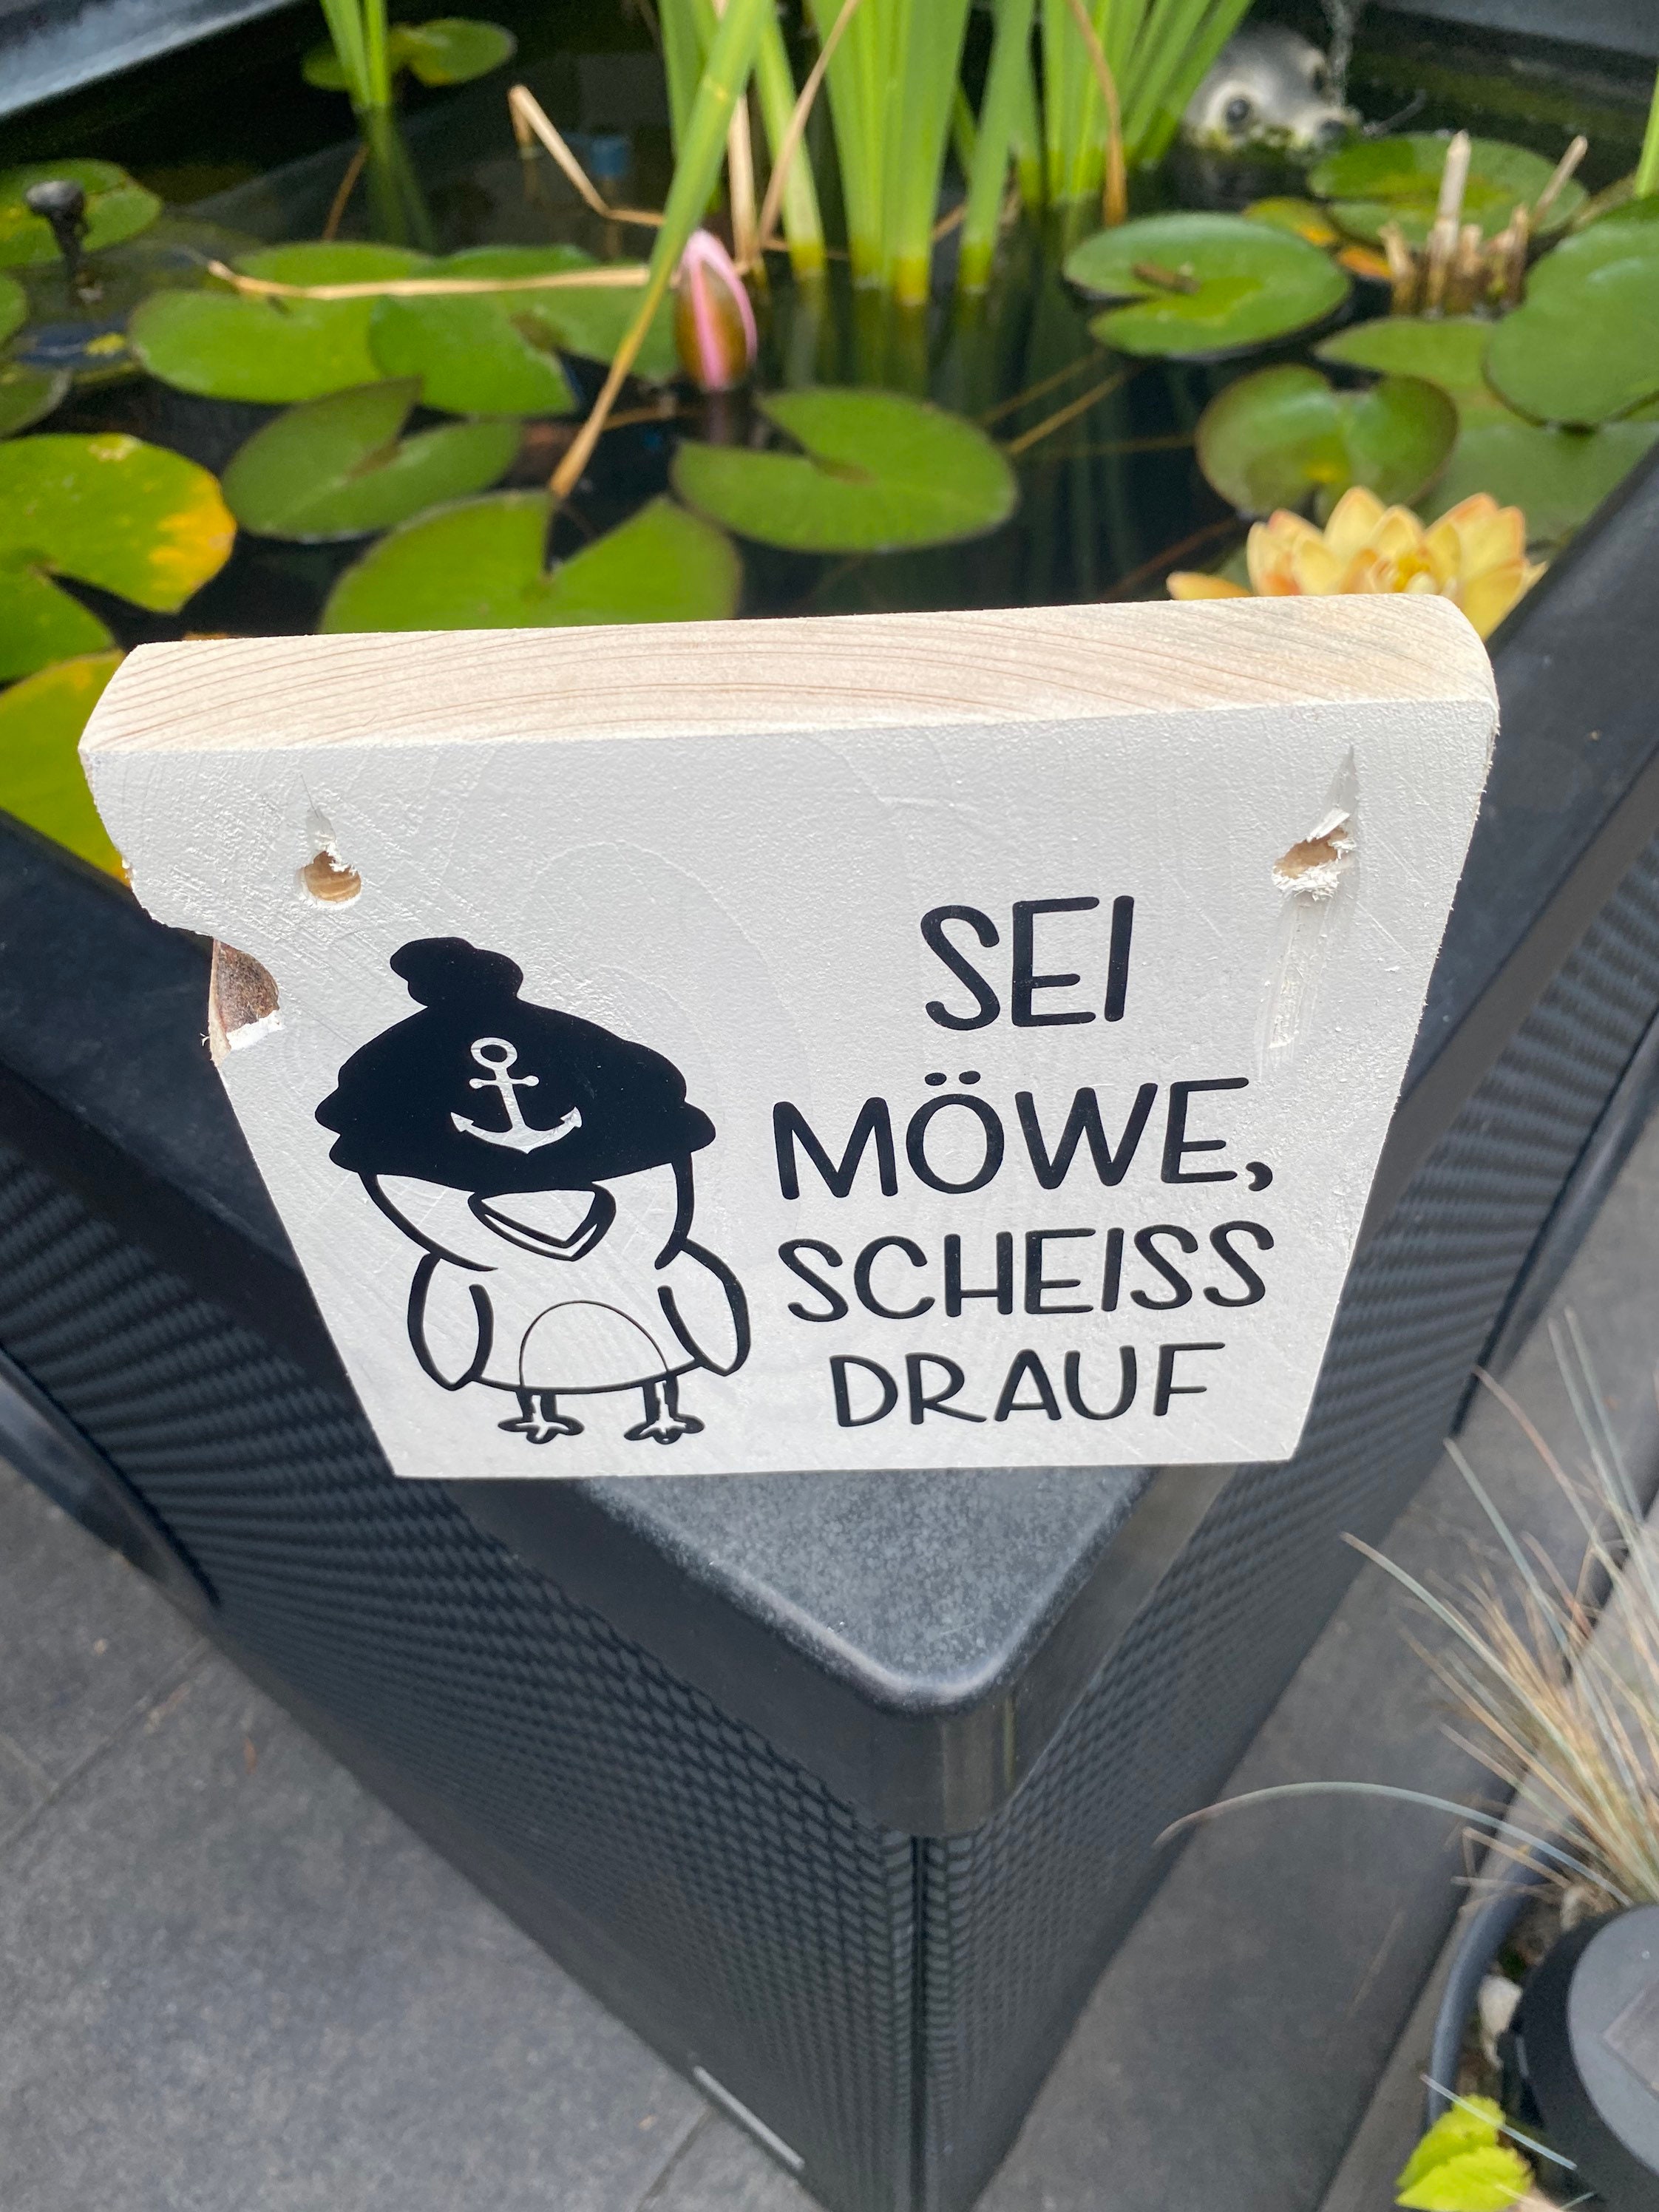 SEI
MÖWE,
SCHEISS
DRAUF